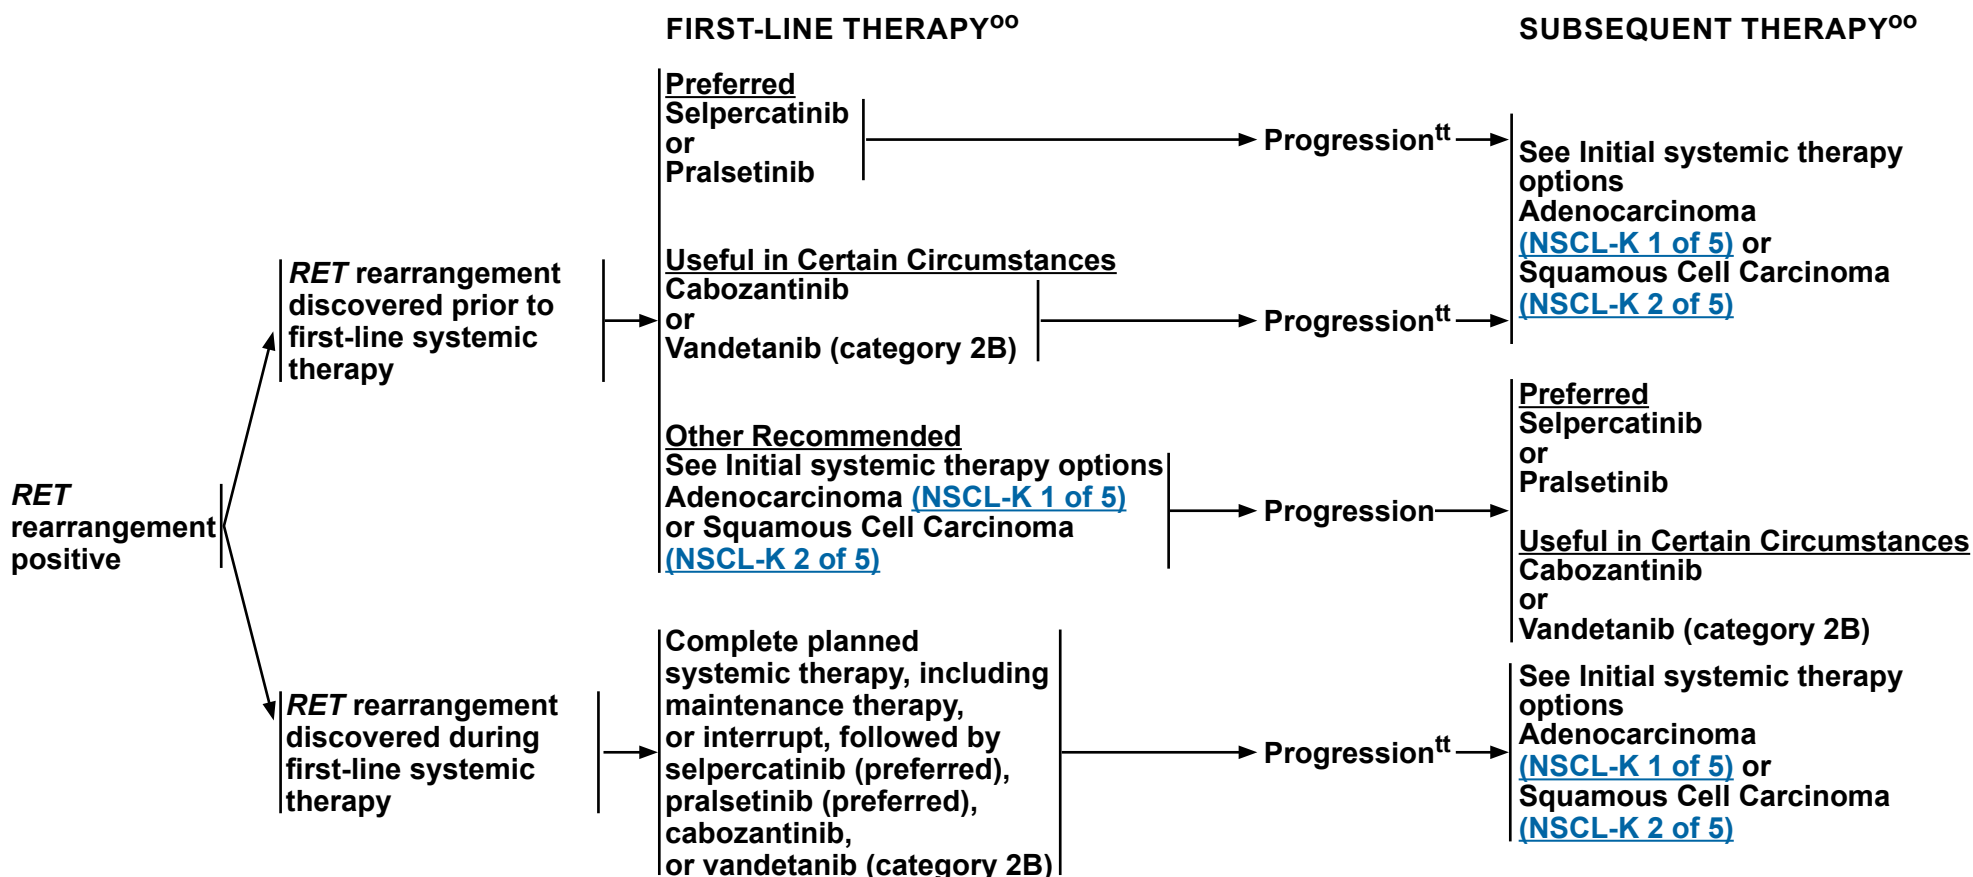 FIRST-LINE THERAPYoo
SUBSEQUENT THERAPYoo
RET
rearrangement
positive
RET rearrangement
discovered prior to
first-line systemic
therapy
Preferred
Selpercatinib
or
Pralsetinib
Progressiontt
Useful in Certain Circumstances
Cabozantinib
or
Vandetanib (category 2B)
Progressiontt
See Initial systemic therapy
options
Adenocarcinoma
(NSCL-K 1 of 5) or
Squamous Cell Carcinoma
(NSCL-K 2 of 5)
Other Recommended
See Initial systemic therapy options
Adenocarcinoma (NSCL-K 1 of 5)
or Squamous Cell Carcinoma
(NSCL-K 2 of 5)
Progression
Preferred
Selpercatinib
or
Pralsetinib
Useful in Certain Circumstances
Cabozantinib
or
Vandetanib (category 2B)
RET rearrangement
discovered during
first-line systemic
therapy
Complete planned
systemic therapy, including
maintenance therapy,
or interrupt, followed by
selpercatinib (preferred),
pralsetinib (preferred),
cabozantinib,
or vandetanib (category 2B)
Progressiontt
See Initial systemic therapy
options
Adenocarcinoma
(NSCL-K 1 of 5) or
Squamous Cell Carcinoma
(NSCL-K 2 of 5)